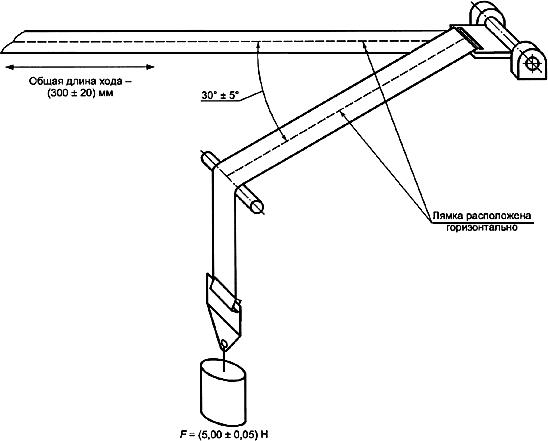 Общая длина хода –
(300 ± 20) мм
30° ± 5°
Лямка расположена
горизонтально
F = (5,00 ± 0,05) Н